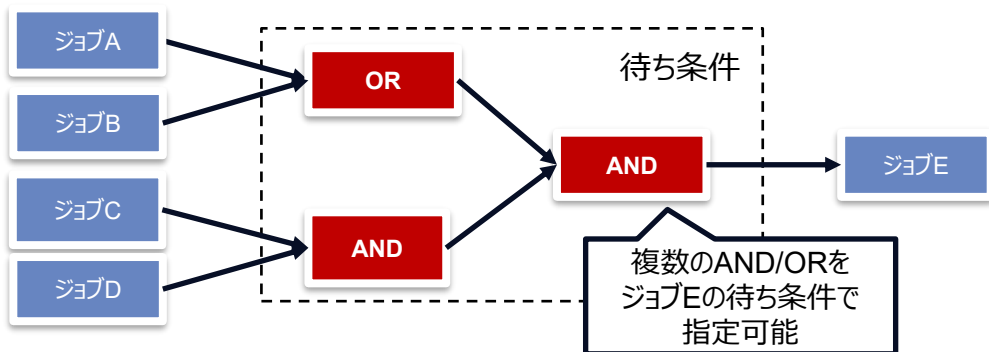 ジョブA
ジョブB
ジョブC
ジョブD
OR
AND
待ち条件
AND
ジョブE
複数のAND/ORを
ジョブEの待ち条件で
指定可能